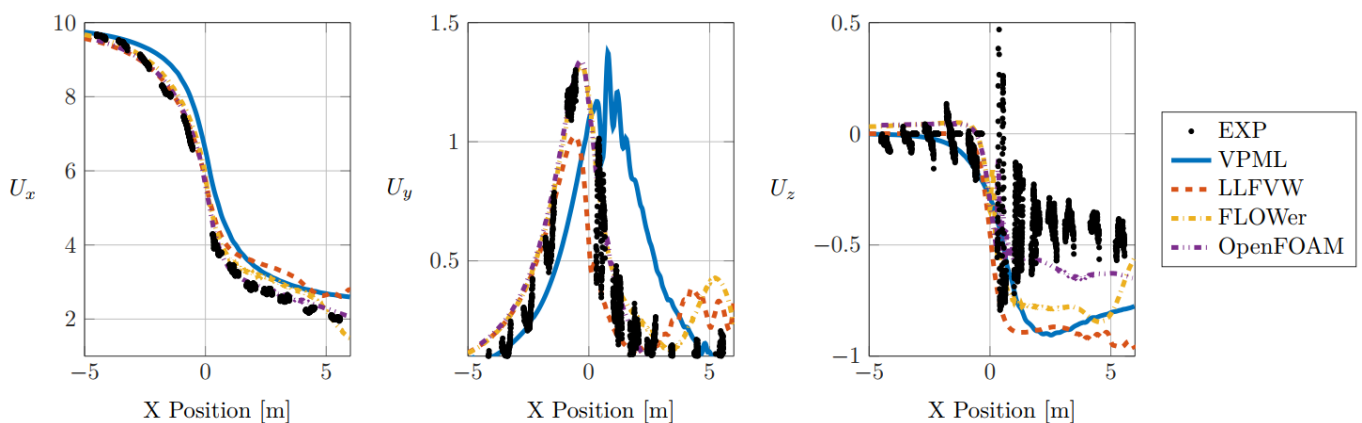 10
8
6
4
2
−5
0
5
U_x
X Position [m]
1.5
1
0.5
−5
0
5
U_y
X Position [m]
0.5
0
−0.5
−1
−5
0
5
U_z
X Position [m]
EXP
VPML
LLFVW
FLOWer
OpenFOAM